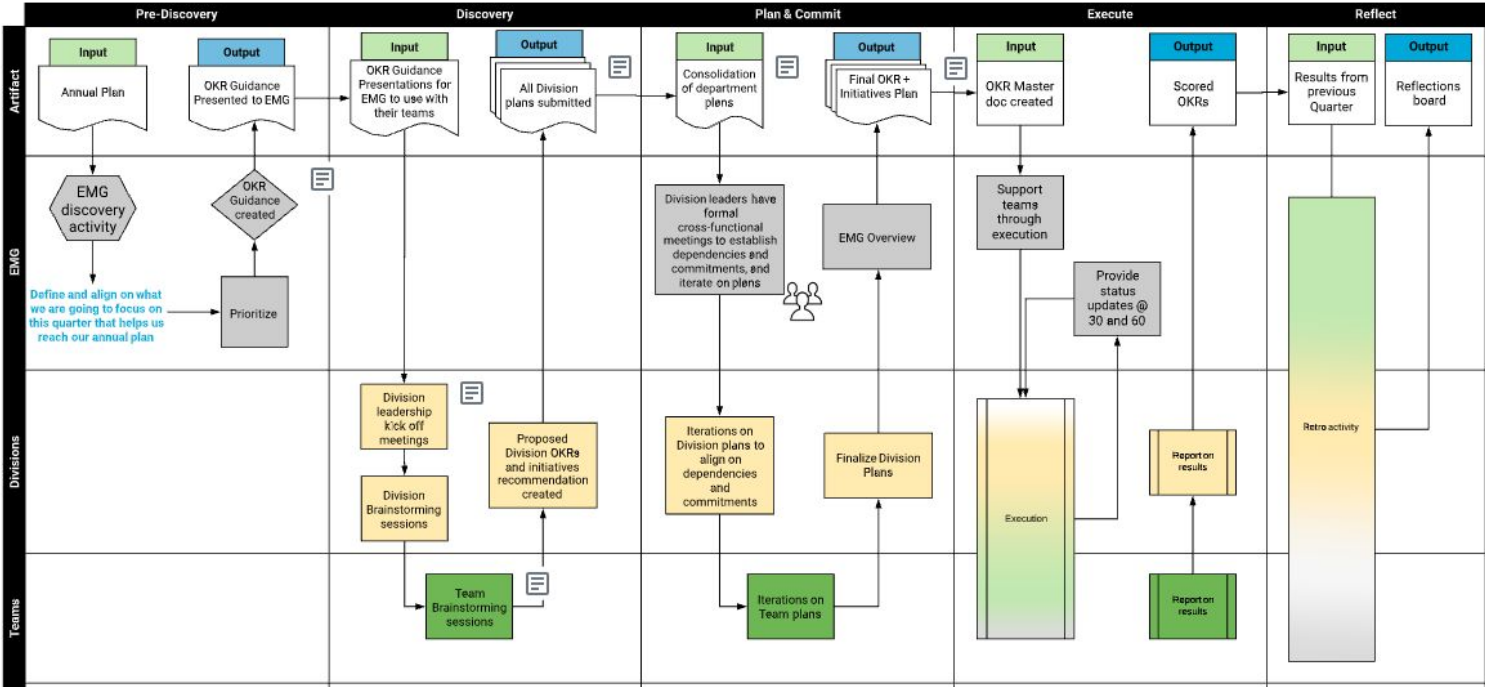 Pre-Discovery
Discovery
Plan & Commit
Execute
Reflect
Artifact
Input
Annual Plan
Output
OKR Guidance
Presented to EMG
Input
OKR Guidance
Presentations for
EMG to use with
their teams
Output
All Division
plans submitted
Input
Consolidation
of department
plans
Output
Final OKR +
Initiatives Plan
Input
OKR Master
doc created
Output
Scored
OKRs
Input
Results from
previous
Quarter
Output
Reflections
board
EMG
EMG
discovery
activity
OKR
Guidance
created
Define and align on what
we are going to focus on
this quarter that helps us
reach our annual plan
Prioritize
Division leaders have
formal
cross-functional
meetings to establish
dependencies and
commitments, and
iterate on plans
EMG Overview
Support
teams
through
execution
Provide
status
updates @
30 and 60
Divisions
Division
leadership
kick off
meetings
Division
Brainstorming
sessions
Proposed
Division OKRs
and initiatives
recommendation
created
Iterations on
Division plans to
align on
dependencies
and
commitments
Finalize Division
Plans
Execution
Report on
results
Retro activity
Teams
Team
Brainstorming
sessions
Iterations on
Team plans
Report on
results